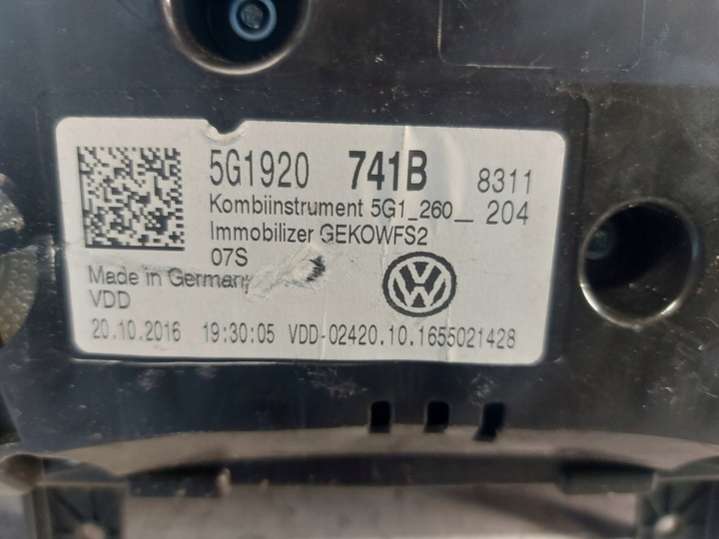 5G1920 741B 8311
Kombiinstrument 5G1_260_ 204
Immobilizer GEKOWFS2
07S
Made in Germany
VDD
20.10.2016 19:30:05 VDD-02420.10.1655021428